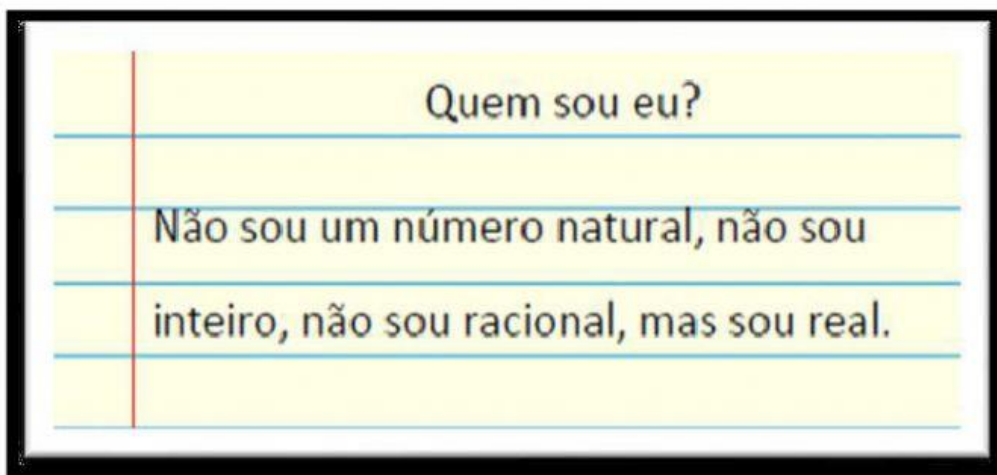 Quem sou eu?
Não sou um número natural, não sou
inteiro, não sou racional, mas sou real.